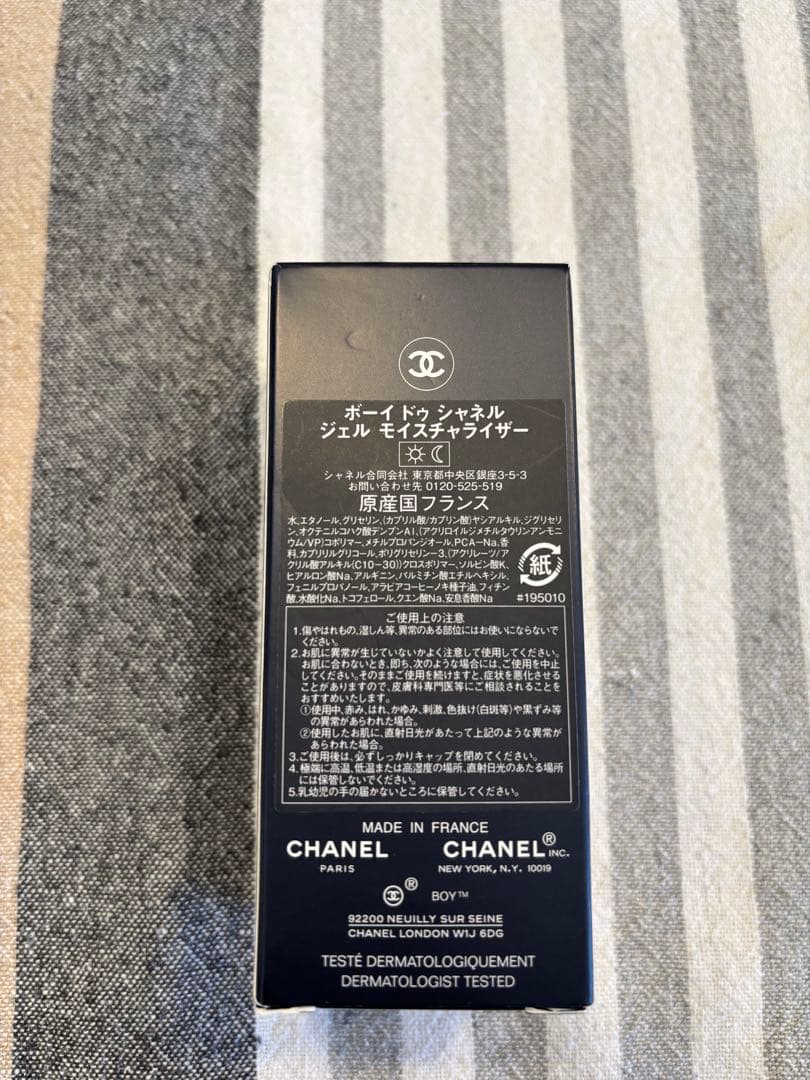 ボーイ ドゥ シャネル
ジェル モイスチャライザー
シャネル合同会社 東京都中央区銀座3-5-3
お問い合わせ先 0120-525-519
原産国フランス
水,エタノール,グリセリン,(カプリル酸/カプリン酸)ヤシアルキル,ジグリセリ
ン,オクテニルコハク酸デンプンAl,(アクリロイルジメチルタウリンアンモニ
ウム/VP)コポリマー,メチルプロパンジオール,PCA-Na,香
料,カプリリルグリコール,ポリグリセリン-3,(アクリレーツ/ア
クリル酸アルキル(C10-30))クロスポリマー,ソルビン酸K,
ヒアルロン酸Na,アルギニン,パルミチン酸エチルヘキシル,
フェニルプロパノール,アラビアコーヒーノキ種子油,フィチン
酸,水酸化Na,トコフェロール,クエン酸Na,安息香酸Na
紙
#195010
ご使用上の注意
1.傷やはれもの,湿しん等,異常のある部位にはお使いにならないで
ください。
2.お肌に異常が生じていないかよく注意して使用してください。
お肌に合わないとき,即ち,次のような場合には,ご使用を中止
してください。そのままご使用を続けますと,症状を悪化させる
ことがありますので,皮膚科専門医等にご相談されることを
おすすめいたします。
①使用中,赤み,はれ,かゆみ,刺激,色抜け(白斑等)や黒ずみ等
の異常があらわれた場合。
②使用したお肌に,直射日光があたって上記のような異常が
あらわれた場合。
3.ご使用後は,必ずしっかりキャップを閉めてください。
4.極端に高温,低温または高湿度の場所,直射日光のあたる場所
には保管しないでください。
5.乳幼児の手の届かないところに保管してください。
MADE IN FRANCE
CHANEL CHANEL® INC.
PARIS NEW YORK, N.Y. 10019
® BOY™
92200 NEUILLY SUR SEINE
CHANEL LONDON W1J 6DG
TESTÉ DERMATOLOGIQUEMENT
DERMATOLOGIST TESTED